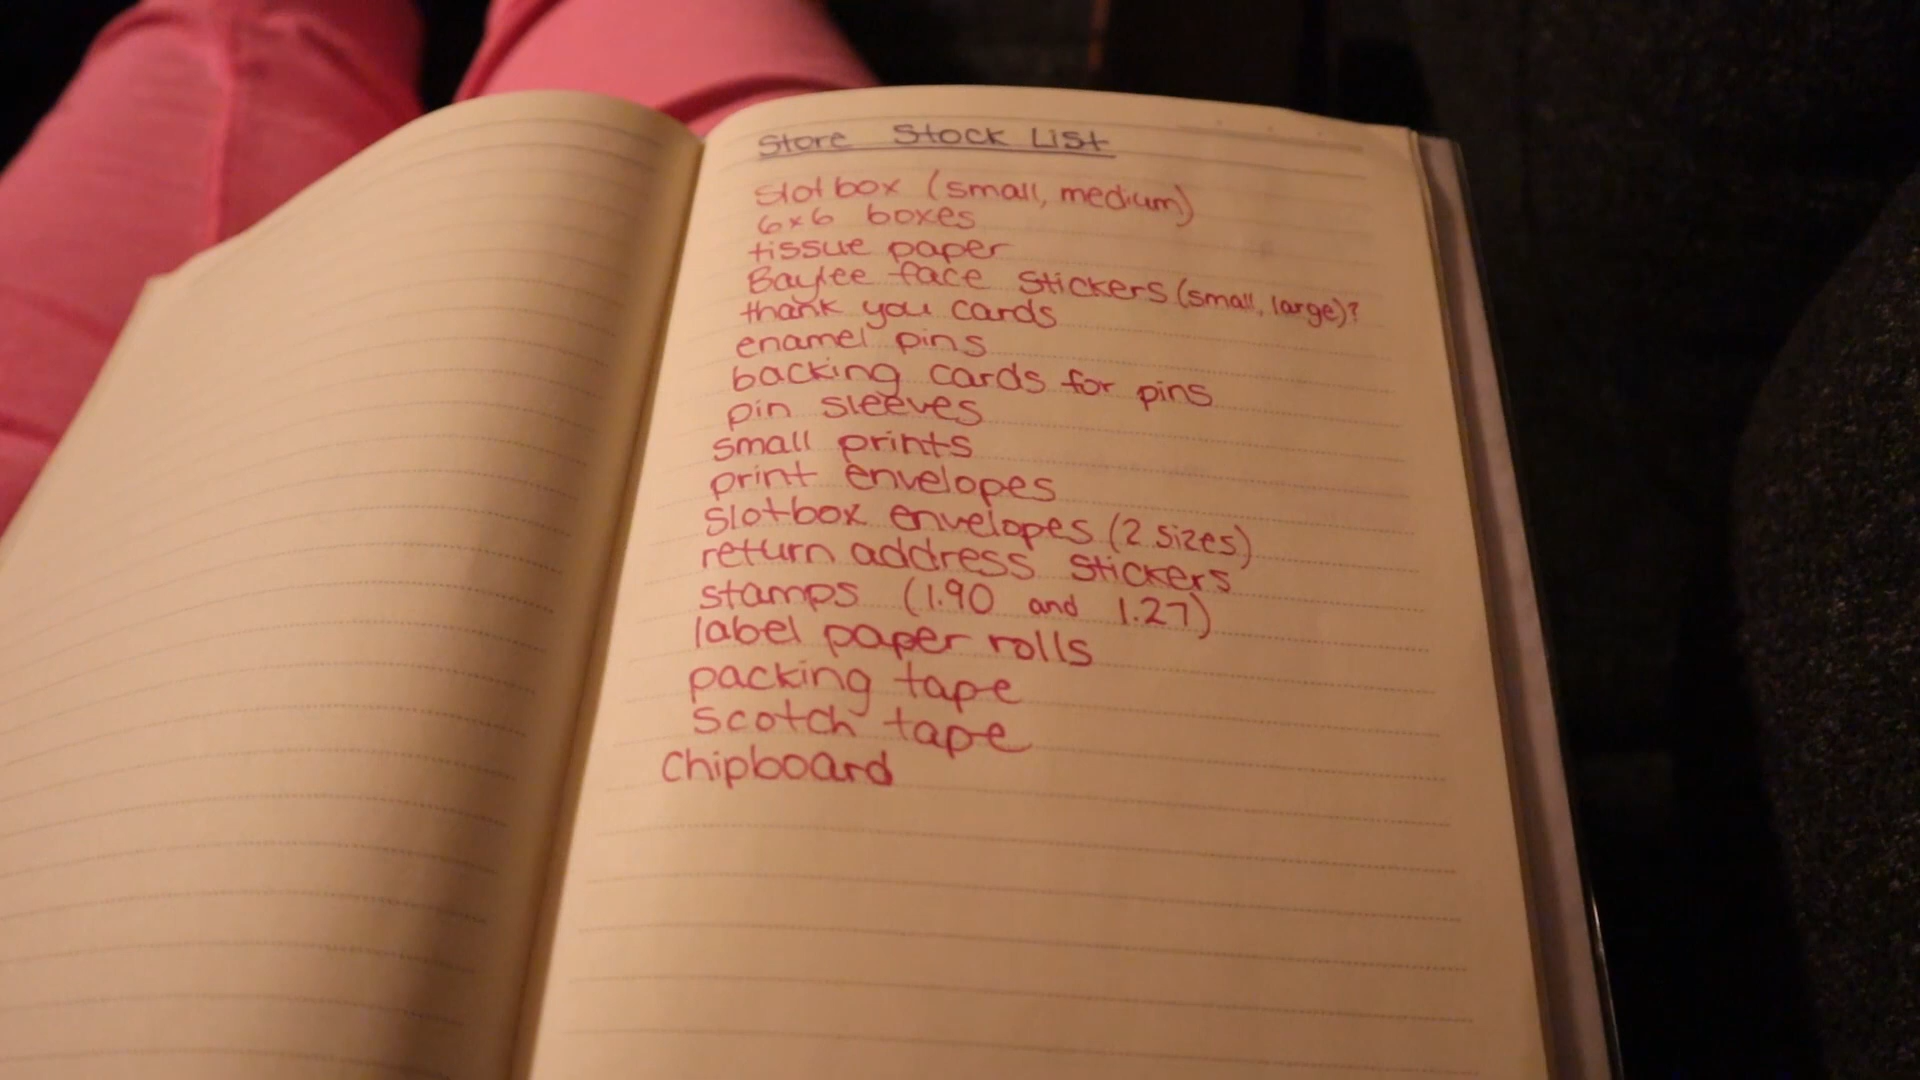 Store Stock List
slotbox (small, medium)
6x6 boxes
tissue paper
Baylee face stickers (small, large)?
thank you cards
enamel pins
backing cards for pins
pin sleeves
small prints
print envelopes
slotbox envelopes (2 sizes)
return address stickers
stamps (1.90 and 1.27)
label paper rolls
packing tape
scotch tape
chipboard